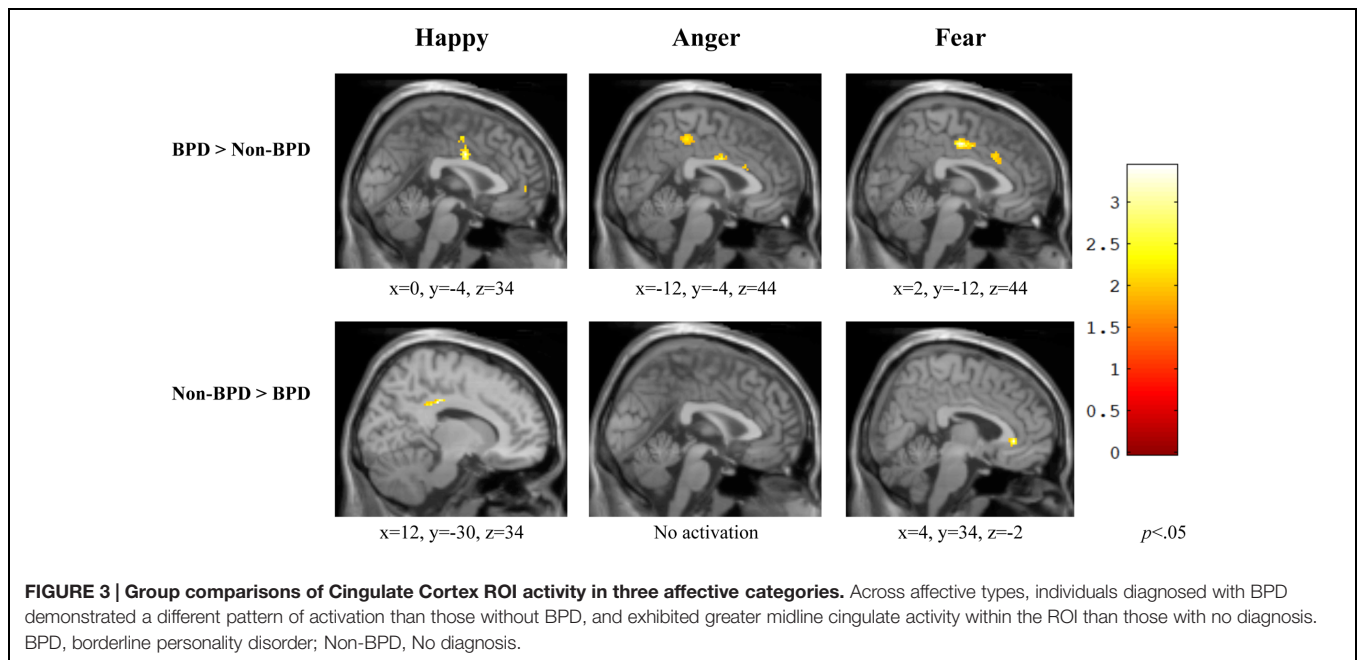 Happy Anger Fear
BPD > Non-BPD
x=0, y=-4, z=34 x=-12, y=-4, z=44 x=2, y=-12, z=44
3
2.5
2
1.5
1
0.5
0
Non-BPD > BPD
x=12, y=-30, z=34 No activation x=4, y=34, z=-2 p<.05
FIGURE 3 | Group comparisons of Cingulate Cortex ROI activity in three affective categories. Across affective types, individuals diagnosed with BPD
demonstrated a different pattern of activation than those without BPD, and exhibited greater midline cingulate activity within the ROI than those with no diagnosis.
BPD, borderline personality disorder; Non-BPD, No diagnosis.